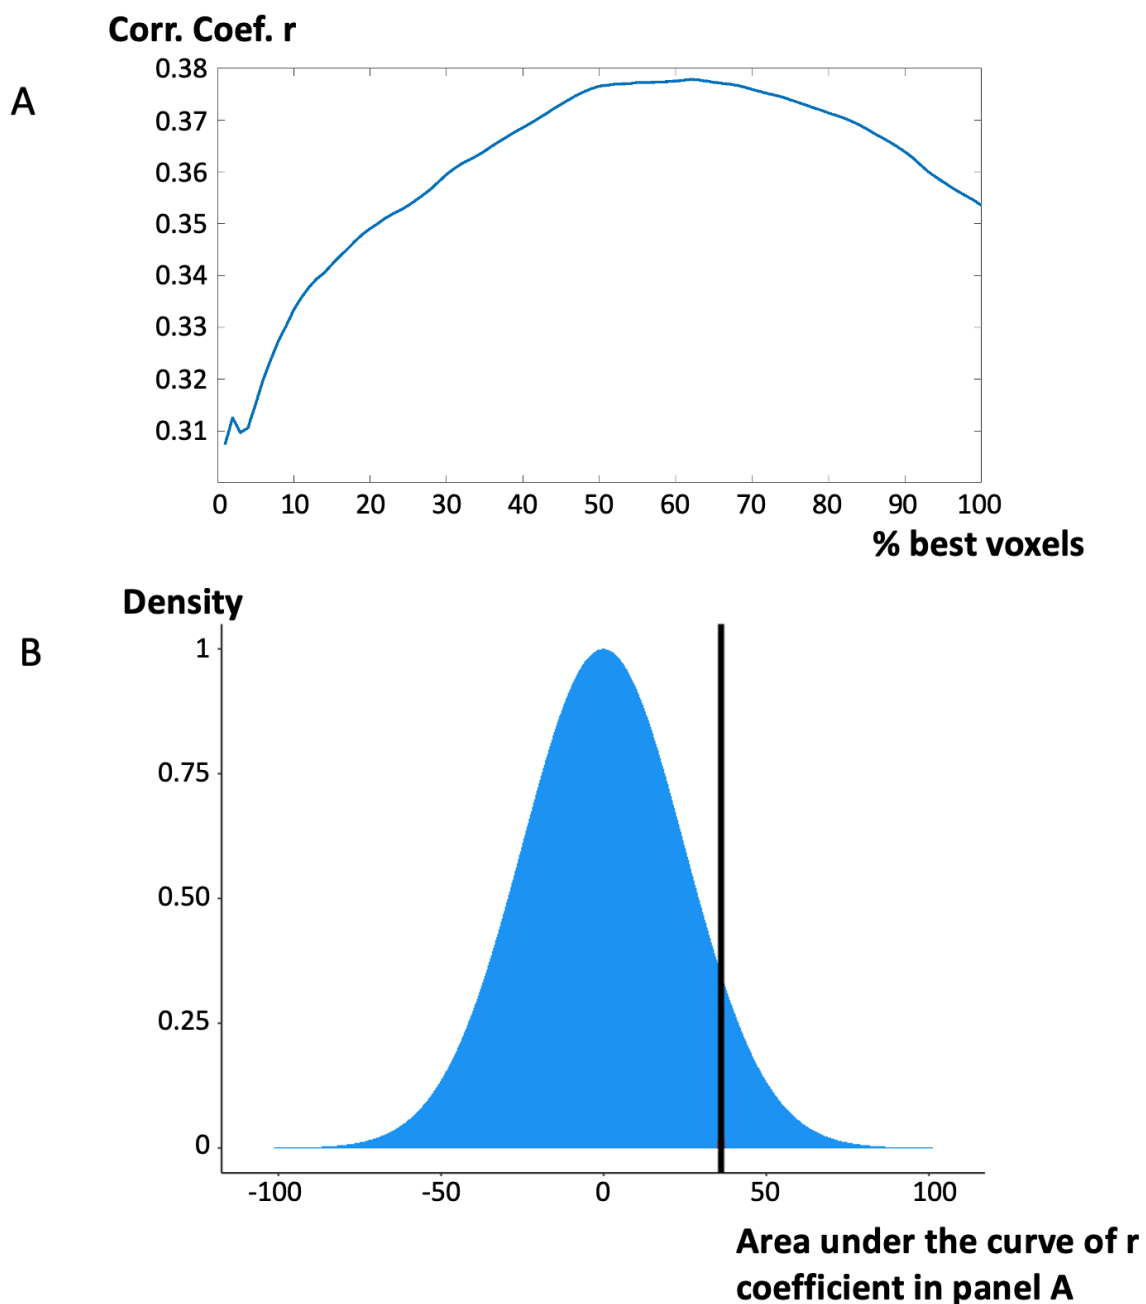 Corr. Coef. r
A
0.38
0.37
0.36
0.35
0.34
0.33
0.32
0.31
0 10 20 30 40 50 60 70 80 90 100
% best voxels
Density
B
1
0.75
0.50
0.25
0
-100 -50 0 50 100
Area under the curve of r
coefficient in panel A